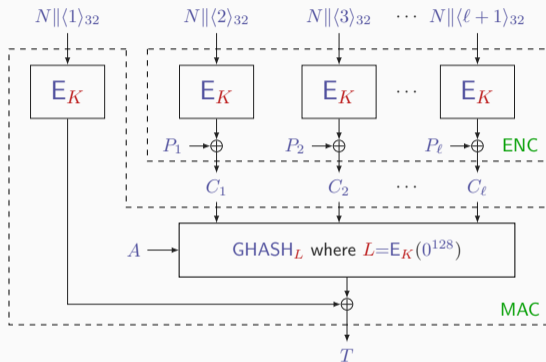 N∥⟨1⟩₃₂ N∥⟨2⟩₃₂ N∥⟨3⟩₃₂ ⋯ N∥⟨ℓ+1⟩₃₂
E_K E_K E_K ⋯ E_K
P₁ ⊕ P₂ ⊕ P_ℓ ⊕ ENC
C₁ C₂ ⋯ C_ℓ
A GHASH_L where L=E_K(0¹²⁸)
⊕ MAC
T